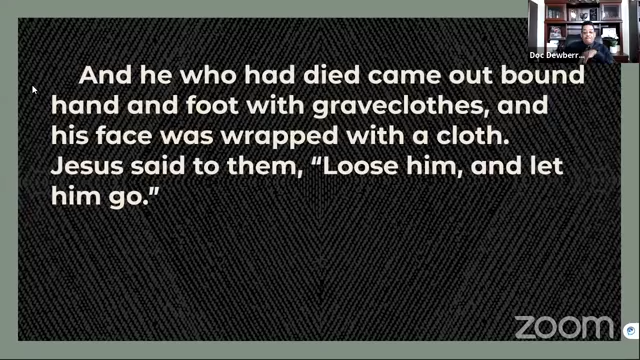 Doc Dewberr...
And he who had died came out bound
hand and foot with graveclothes, and
his face was wrapped with a cloth.
Jesus said to them, “Loose him, and let
him go.”
zoom